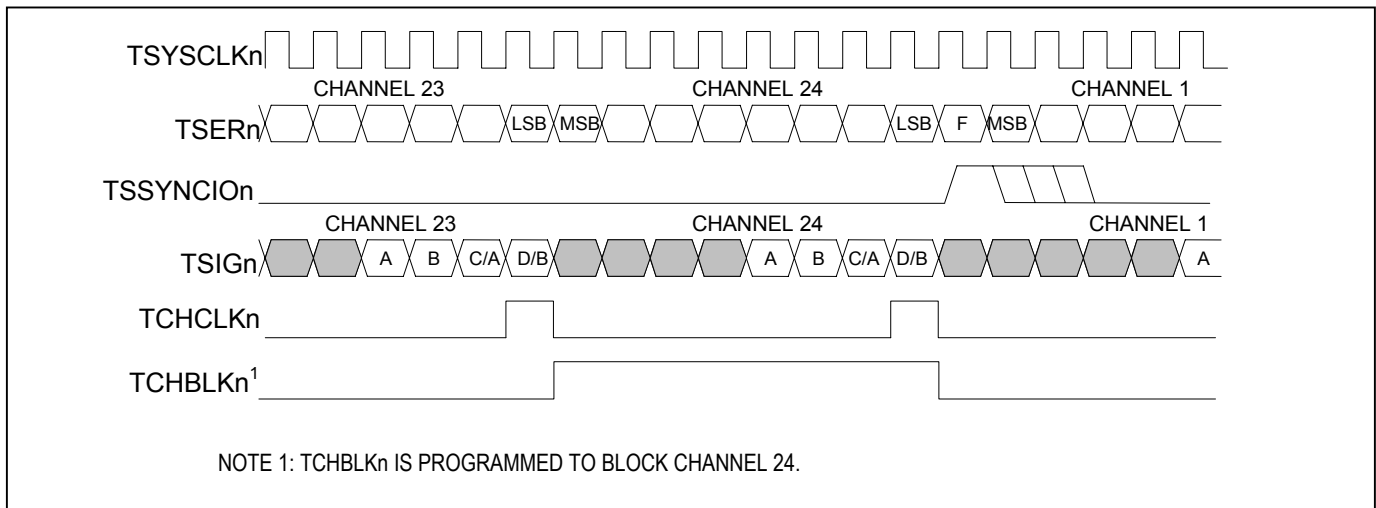 TSYSCLKn
CHANNEL 23 CHANNEL 24 CHANNEL 1
TSERn LSB MSB LSB F MSB
TSSYNCIOn
CHANNEL 23 CHANNEL 24 CHANNEL 1
TSIGn A B C/A D/B A B C/A D/B A
TCHCLKn
TCHBLKn¹
NOTE 1: TCHBLKn IS PROGRAMMED TO BLOCK CHANNEL 24.